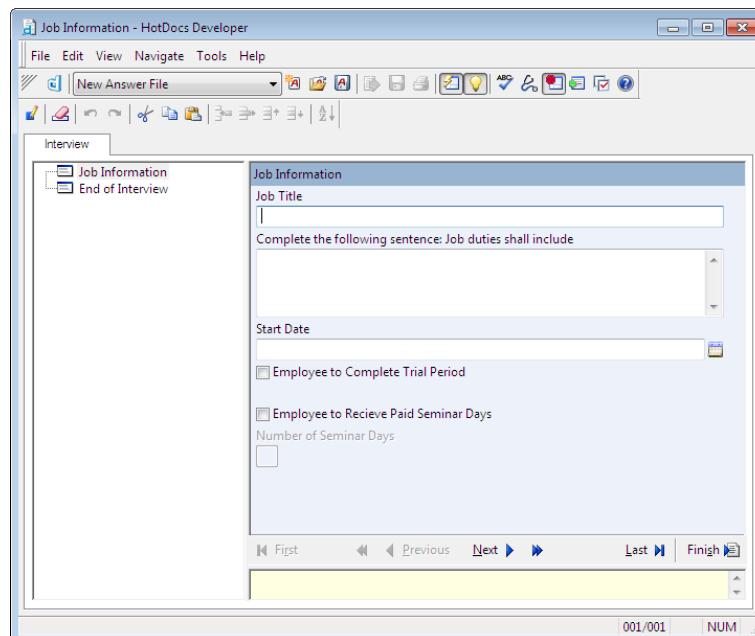 Job Information - HotDocs Developer
File Edit View Navigate Tools Help
New Answer File
Interview
Job Information
End of Interview
Job Information
Job Title
Complete the following sentence: Job duties shall include
Start Date
Employee to Complete Trial Period
Employee to Recieve Paid Seminar Days
Number of Seminar Days
First Previous Next Last Finish
001/001 NUM